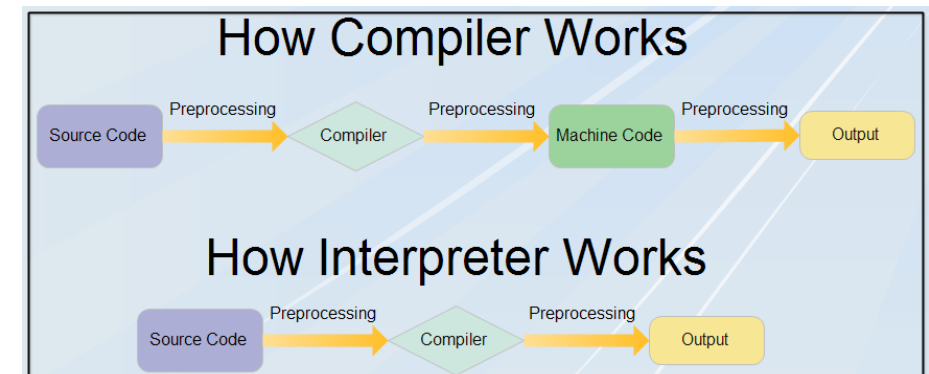 How Compiler Works
Preprocessing Preprocessing Preprocessing
Source Code Compiler Machine Code Output
How Interpreter Works
Preprocessing Preprocessing
Source Code Compiler Output